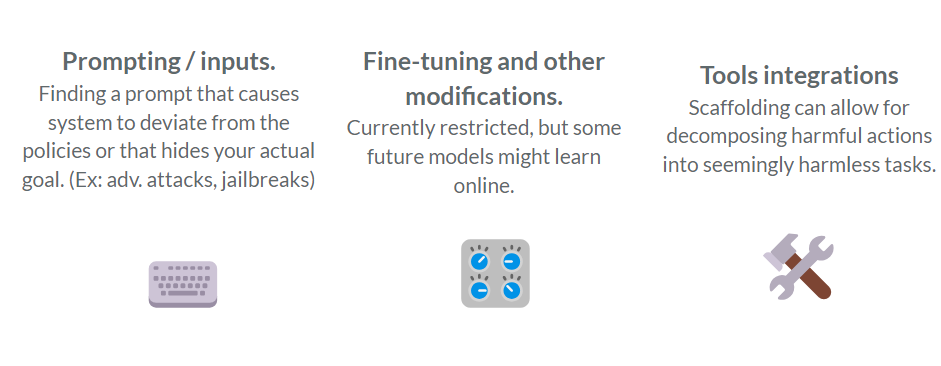 Prompting / inputs.
Finding a prompt that causes
system to deviate from the
policies or that hides your actual
goal. (Ex: adv. attacks, jailbreaks)
Fine-tuning and other
modifications.
Currently restricted, but some
future models might learn
online.
Tools integrations
Scaffolding can allow for
decomposing harmful actions
into seemingly harmless tasks.